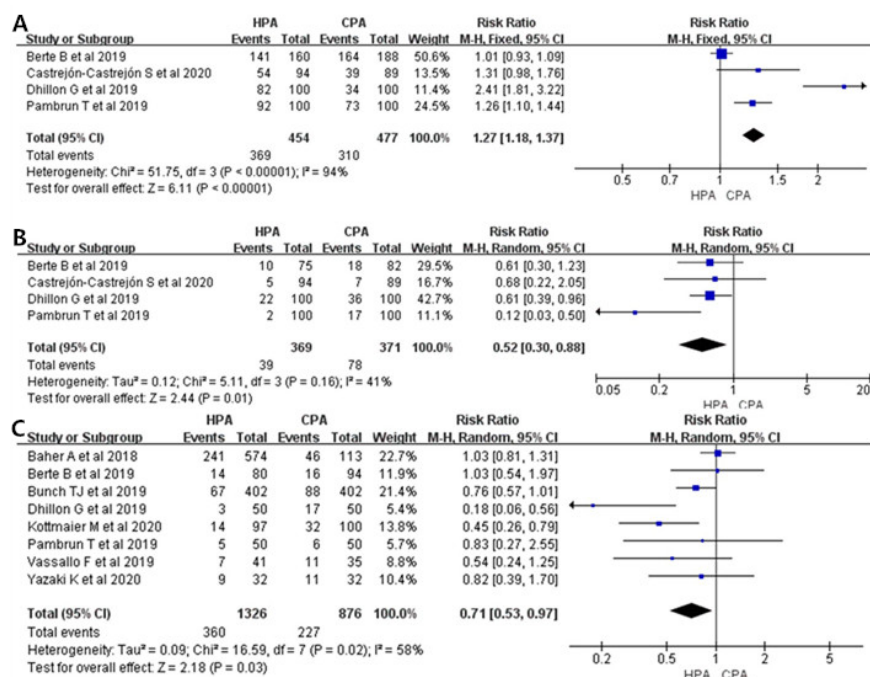 A
HPA CPA Risk Ratio Risk Ratio
Study or Subgroup Events Total Events Total Weight M-H, Fixed, 95% CI M-H, Fixed, 95% CI
Berte B et al 2019 141 160 164 188 50.6% 1.01 [0.93, 1.09]
Castrejón-Castrejón S et al 2020 54 94 39 89 13.5% 1.31 [0.98, 1.76]
Dhillon G et al 2019 82 100 34 100 11.4% 2.41 [1.81, 3.22]
Pambrun T et al 2019 92 100 73 100 24.5% 1.26 [1.10, 1.44]
Total (95% CI) 454 477 100.0% 1.27 [1.18, 1.37]
Total events 369 310
Heterogeneity: Chi² = 51.75, df = 3 (P < 0.00001); I² = 94%
Test for overall effect: Z = 6.11 (P < 0.00001)
0.5 0.7 1 1.5 2
HPA CPA
B
HPA CPA Risk Ratio Risk Ratio
Study or Subgroup Events Total Events Total Weight M-H, Random, 95% CI M-H, Random, 95% CI
Berte B et al 2019 10 75 18 82 29.5% 0.61 [0.30, 1.23]
Castrejón-Castrejón S et al 2020 5 94 7 89 16.7% 0.68 [0.22, 2.05]
Dhillon G et al 2019 22 100 36 100 42.7% 0.61 [0.39, 0.96]
Pambrun T et al 2019 2 100 17 100 11.1% 0.12 [0.03, 0.50]
Total (95% CI) 369 371 100.0% 0.52 [0.30, 0.88]
Total events 39 78
Heterogeneity: Tau² = 0.12; Chi² = 5.11, df = 3 (P = 0.16); I² = 41%
Test for overall effect: Z = 2.44 (P = 0.01)
0.05 0.2 1 5 20
HPA CPA
C
HPA CPA Risk Ratio Risk Ratio
Study or Subgroup Events Total Events Total Weight M-H, Random, 95% CI M-H, Random, 95% CI
Baher A et al 2018 241 574 46 113 22.7% 1.03 [0.81, 1.31]
Berte B et al 2019 14 80 16 94 11.9% 1.03 [0.54, 1.97]
Bunch TJ et al 2019 67 402 88 402 21.4% 0.76 [0.57, 1.01]
Dhillon G et al 2019 3 50 17 50 5.4% 0.18 [0.06, 0.56]
Kottmaier M et al 2020 14 97 32 100 13.8% 0.45 [0.26, 0.79]
Pambrun T et al 2019 5 50 6 50 5.7% 0.83 [0.27, 2.55]
Vassallo F et al 2019 7 41 11 35 8.8% 0.54 [0.24, 1.25]
Yazaki K et al 2020 9 32 11 32 10.4% 0.82 [0.39, 1.70]
Total (95% CI) 1326 876 100.0% 0.71 [0.53, 0.97]
Total events 360 227
Heterogeneity: Tau² = 0.09; Chi² = 16.59, df = 7 (P = 0.02); I² = 58%
Test for overall effect: Z = 2.18 (P = 0.03)
0.2 0.5 1 2 5
HPA CPA